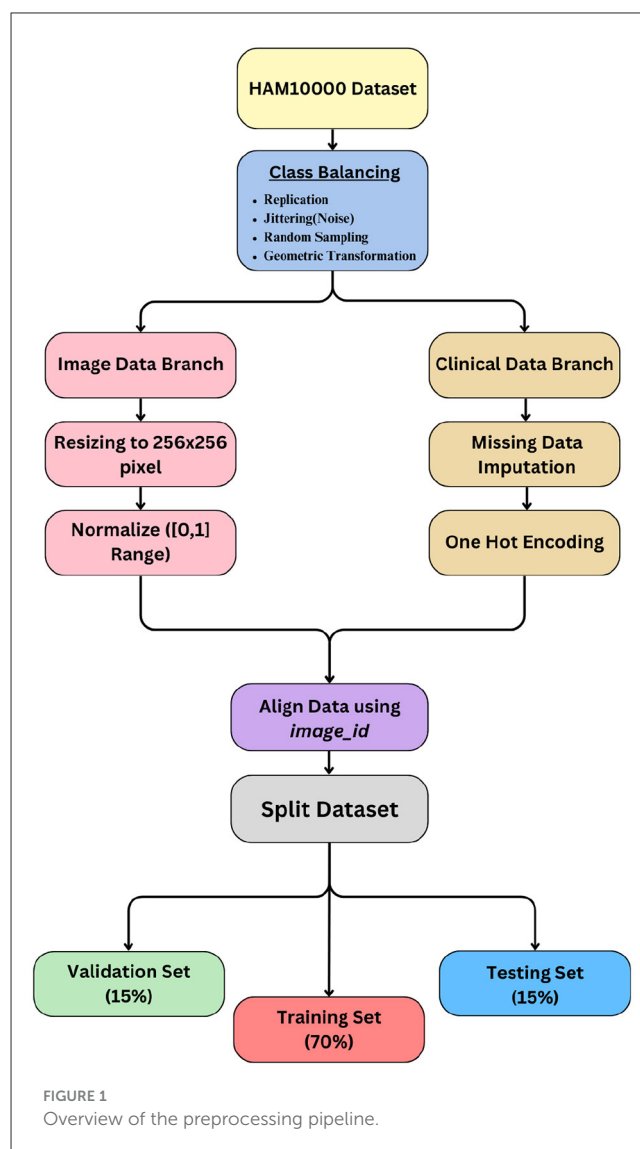 HAM10000 Dataset
Class Balancing
• Replication
• Jittering(Noise)
• Random Sampling
• Geometric Transformation
Image Data Branch
Clinical Data Branch
Resizing to 256x256
pixel
Missing Data
Imputation
Normalize ([0,1]
Range)
One Hot Encoding
Align Data using
image_id
Split Dataset
Validation Set
(15%)
Testing Set
(15%)
Training Set
(70%)
FIGURE 1
Overview of the preprocessing pipeline.